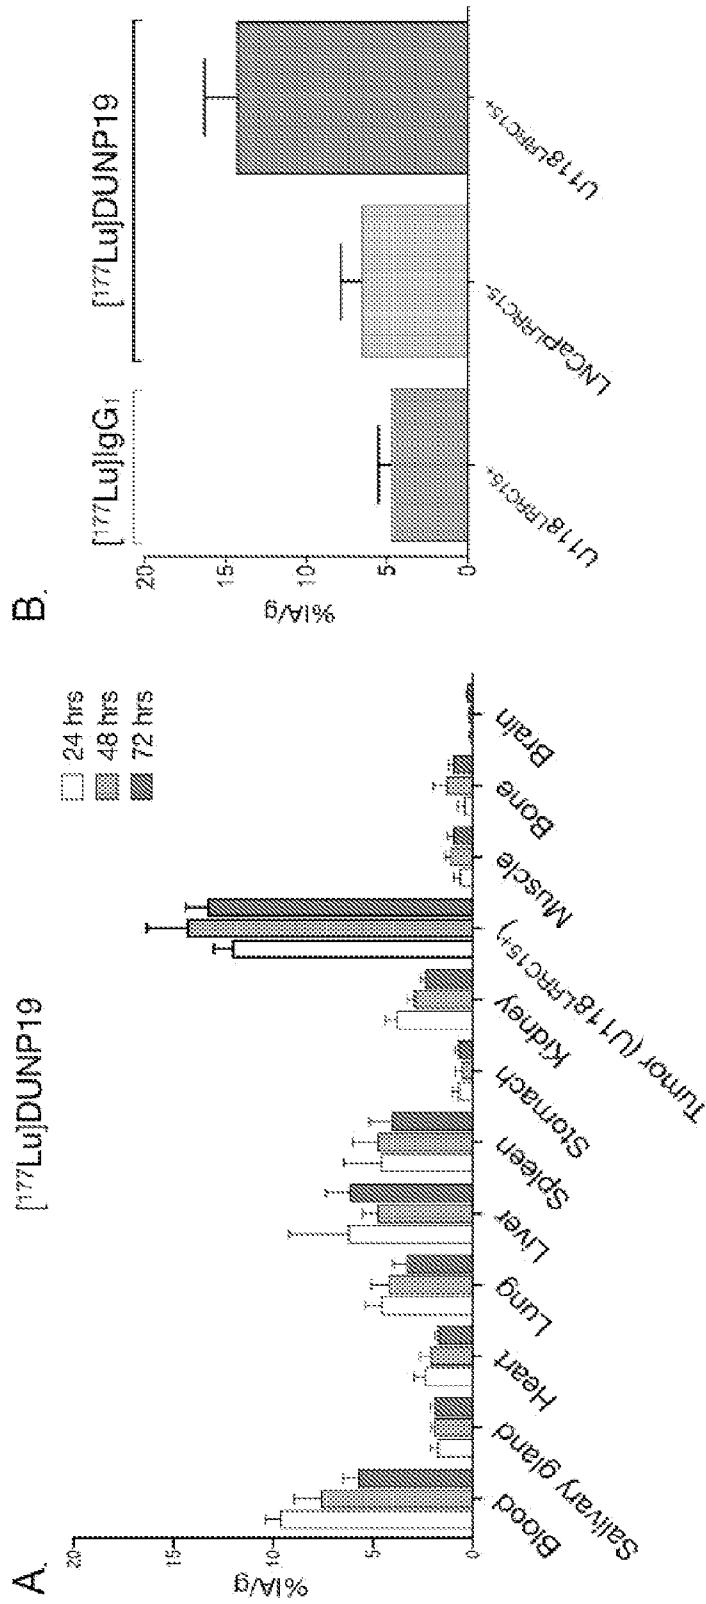 A.
[¹⁷⁷Lu]DUNP19
24 hrs
48 hrs
72 hrs
%IA/g
20
15
10
5
0
Blood
Salivary gland
Heart
Lung
Liver
Spleen
Stomach
Kidney
Tumor (U118ᴸᴿᴿᶜ¹⁵⁺)
Muscle
Bone
Brain
B.
[¹⁷⁷Lu]IgG₁
[¹⁷⁷Lu]DUNP19
%IA/g
20
15
10
5
0
U118ᴸᴿᴿᶜ¹⁵⁺
LNCaPᴸᴿᴿᶜ¹⁵⁻
U118ᴸᴿᴿᶜ¹⁵⁺